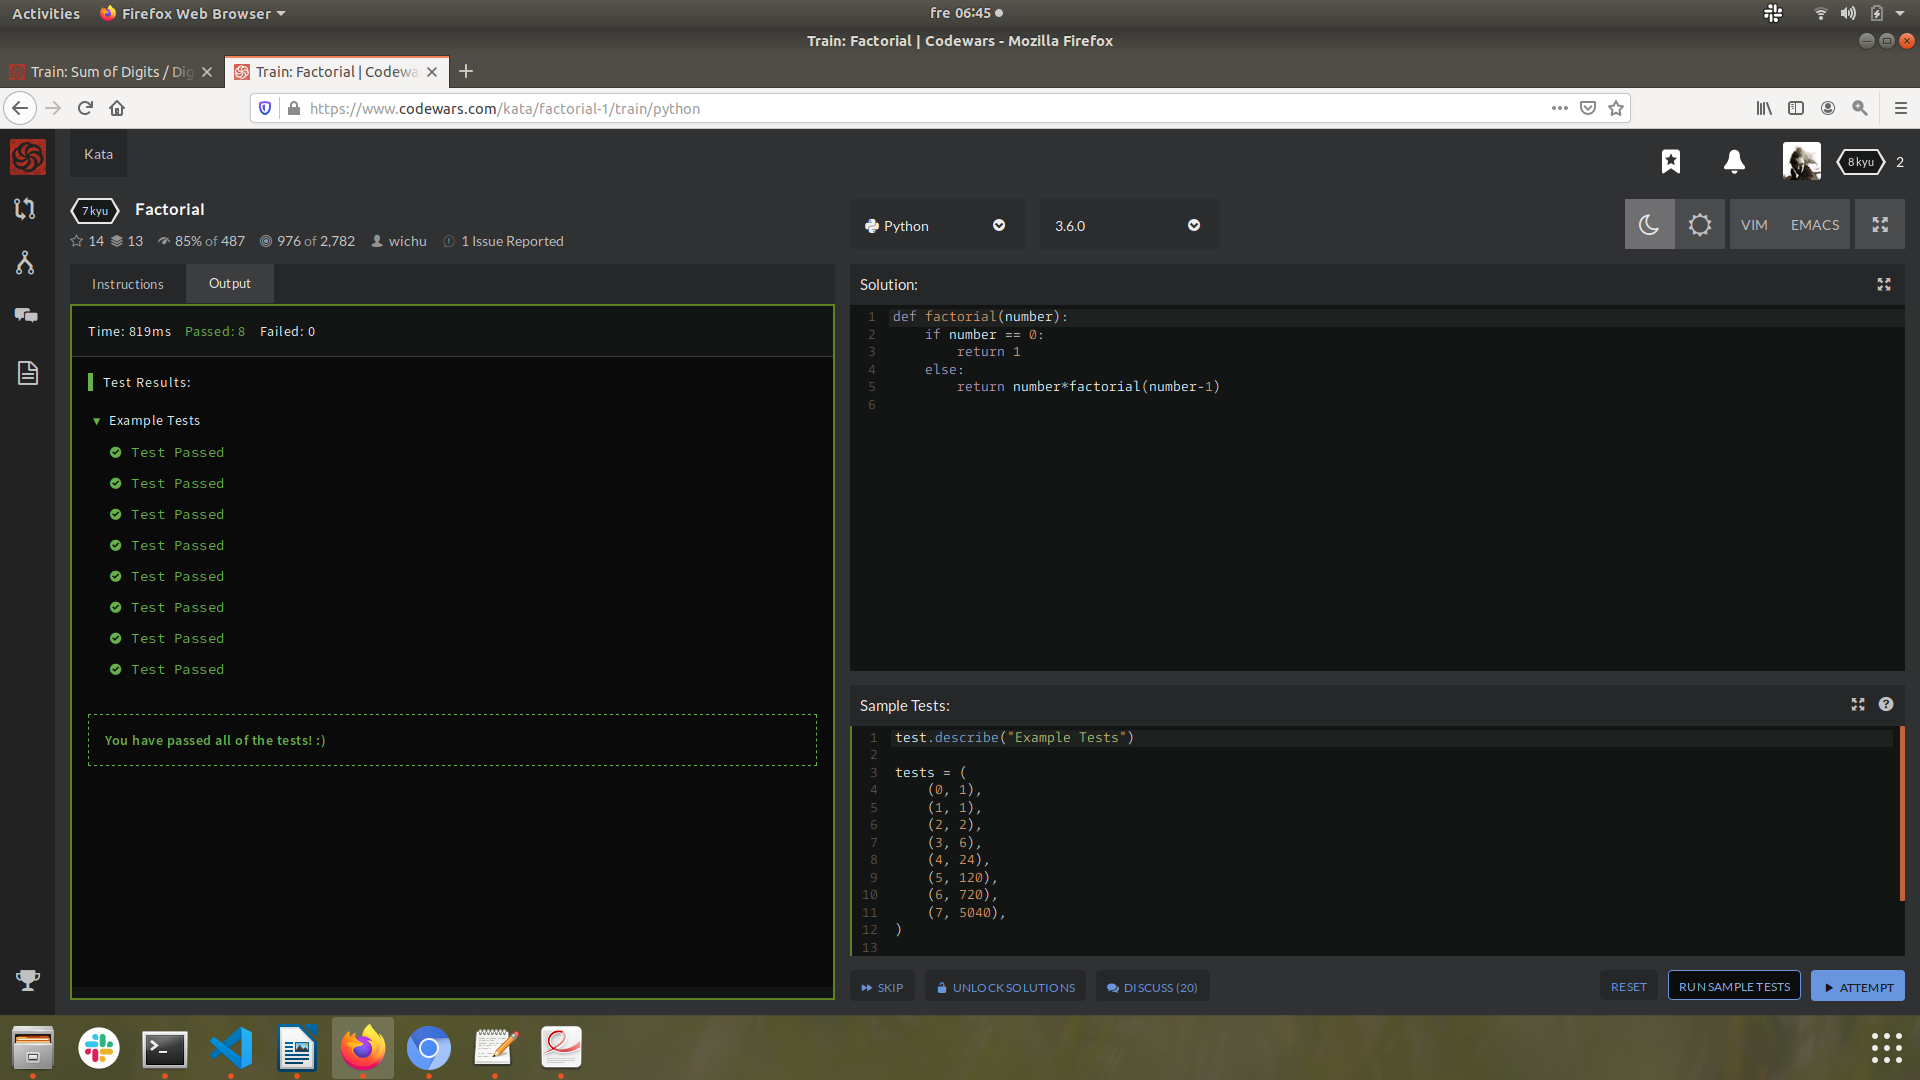 Activities Firefox Web Browser fre 06:45
Train: Factorial | Codewars - Mozilla Firefox
Train: Sum of Digits / Dig Train: Factorial | Codewa
https://www.codewars.com/kata/factorial-1/train/python
Kata
8 kyu 2
7 kyu Factorial
14 13 85% of 487 976 of 2,782 wichu 1 Issue Reported
Python 3.6.0 VIM EMACS
Instructions Output
Time: 819ms Passed: 8 Failed: 0
Test Results:
Example Tests
Test Passed
Test Passed
Test Passed
Test Passed
Test Passed
Test Passed
Test Passed
Test Passed
You have passed all of the tests! :)
Solution:
1 def factorial(number):
2     if number == 0:
3         return 1
4     else:
5         return number*factorial(number-1)
6
Sample Tests:
1 test.describe("Example Tests")
2
3 tests = (
4     (0, 1),
5     (1, 1),
6     (2, 2),
7     (3, 6),
8     (4, 24),
9     (5, 120),
10     (6, 720),
11     (7, 5040),
12 )
13
SKIP UNLOCK SOLUTIONS DISCUSS (20) RESET RUN SAMPLE TESTS ATTEMPT